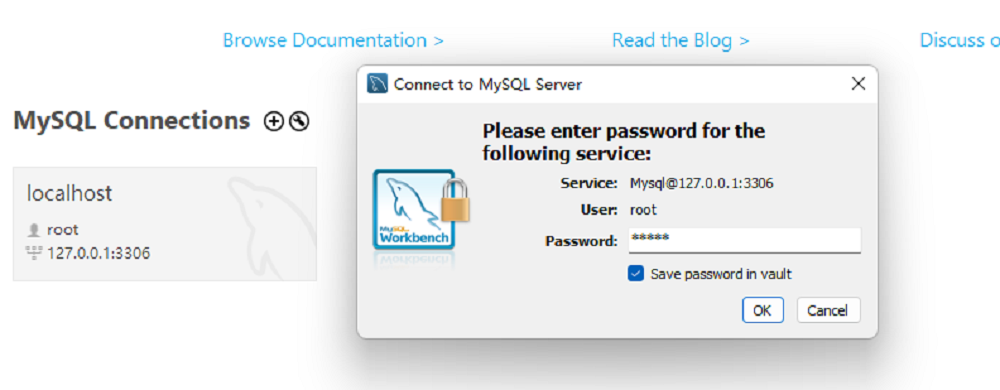 Browse Documentation >
Read the Blog >
Discuss o
Connect to MySQL Server
MySQL Connections
Please enter password for the
following service:
localhost
root
127.0.0.1:3306
MySQL
Workbench
Service: Mysql@127.0.0.1:3306
User: root
Password: *****
Save password in vault
OK
Cancel